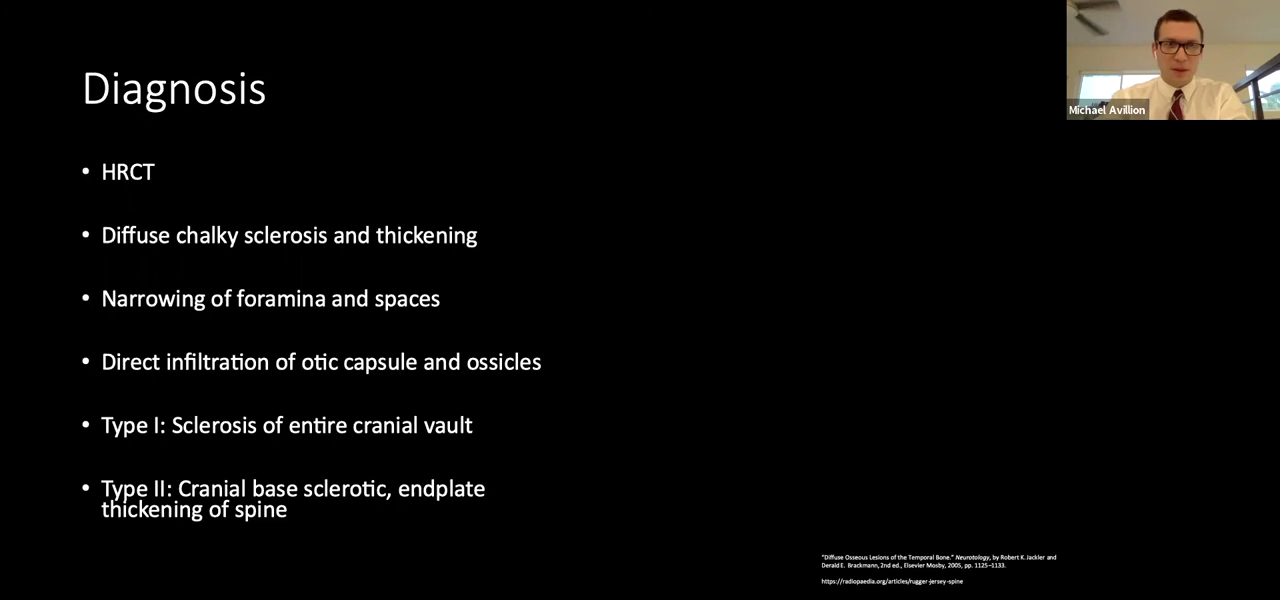 Diagnosis
• HRCT
• Diffuse chalky sclerosis and thickening
• Narrowing of foramina and spaces
• Direct infiltration of otic capsule and ossicles
• Type I: Sclerosis of entire cranial vault
• Type II: Cranial base sclerotic, endplate
thickening of spine
Michael Avillion
"Diffuse Osseous Lesions of the Temporal Bone." Neurotology, by Robert K. Jackler and
Derald E. Brackmann, 2nd ed., Elsevier Mosby, 2005, pp. 1125–1133.
https://radiopaedia.org/articles/rugger-jersey-spine